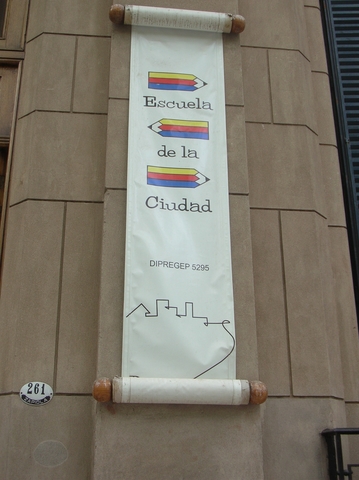 Escuela
de la
Ciudad
DIPREGEP 5295
261